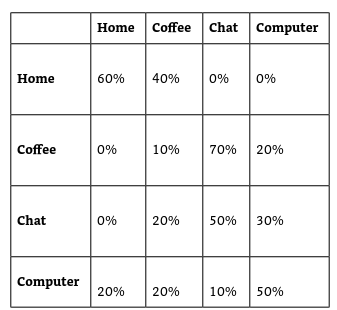 Home Coffee Chat Computer
Home 60% 40% 0% 0%
Coffee 0% 10% 70% 20%
Chat 0% 20% 50% 30%
Computer 20% 20% 10% 50%